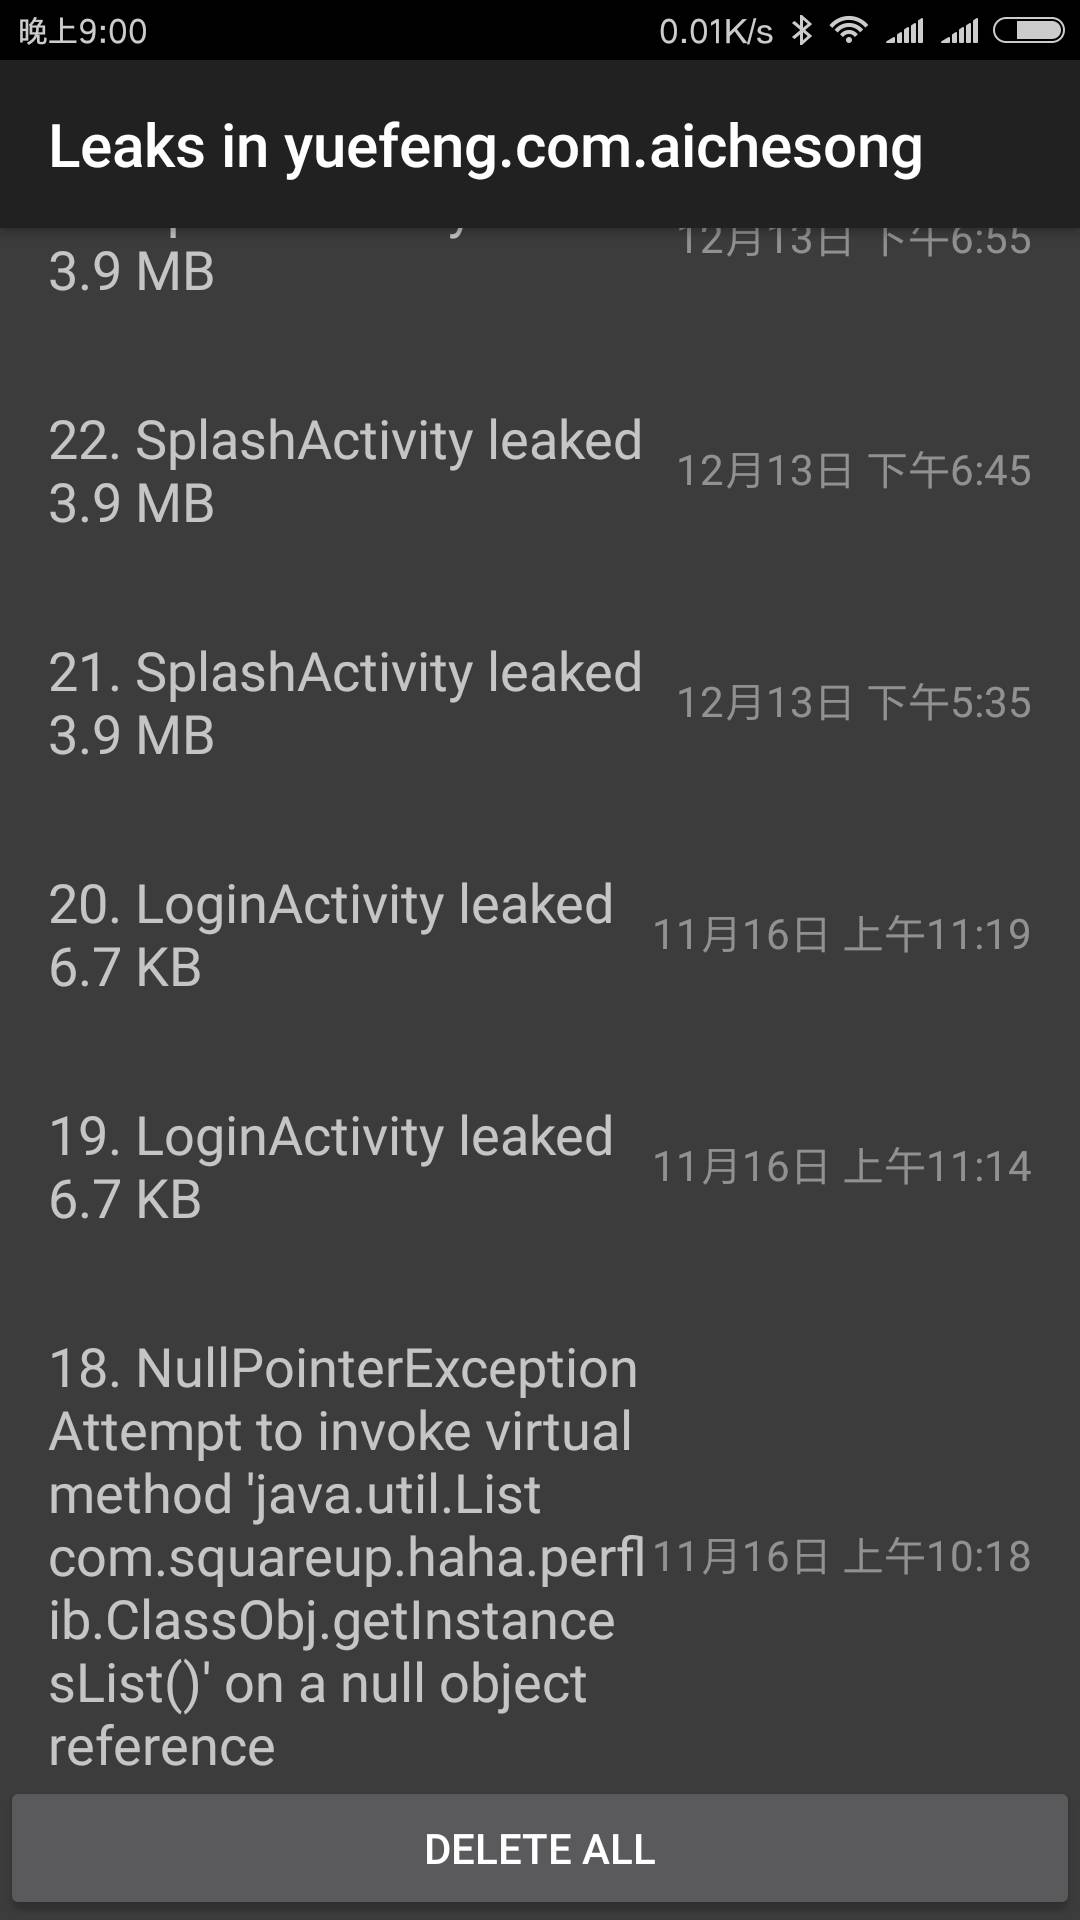 晚上9:00 0.01K/s
Leaks in yuefeng.com.aichesong
12月13日 下午6:55
3.9 MB
22. SplashActivity leaked
3.9 MB
12月13日 下午6:45
21. SplashActivity leaked
3.9 MB
12月13日 下午5:35
20. LoginActivity leaked
6.7 KB
11月16日 上午11:19
19. LoginActivity leaked
6.7 KB
11月16日 上午11:14
18. NullPointerException
Attempt to invoke virtual
method 'java.util.List
com.squareup.haha.perfl
ib.ClassObj.getInstance
sList()' on a null object
reference
11月16日 上午10:18
DELETE ALL